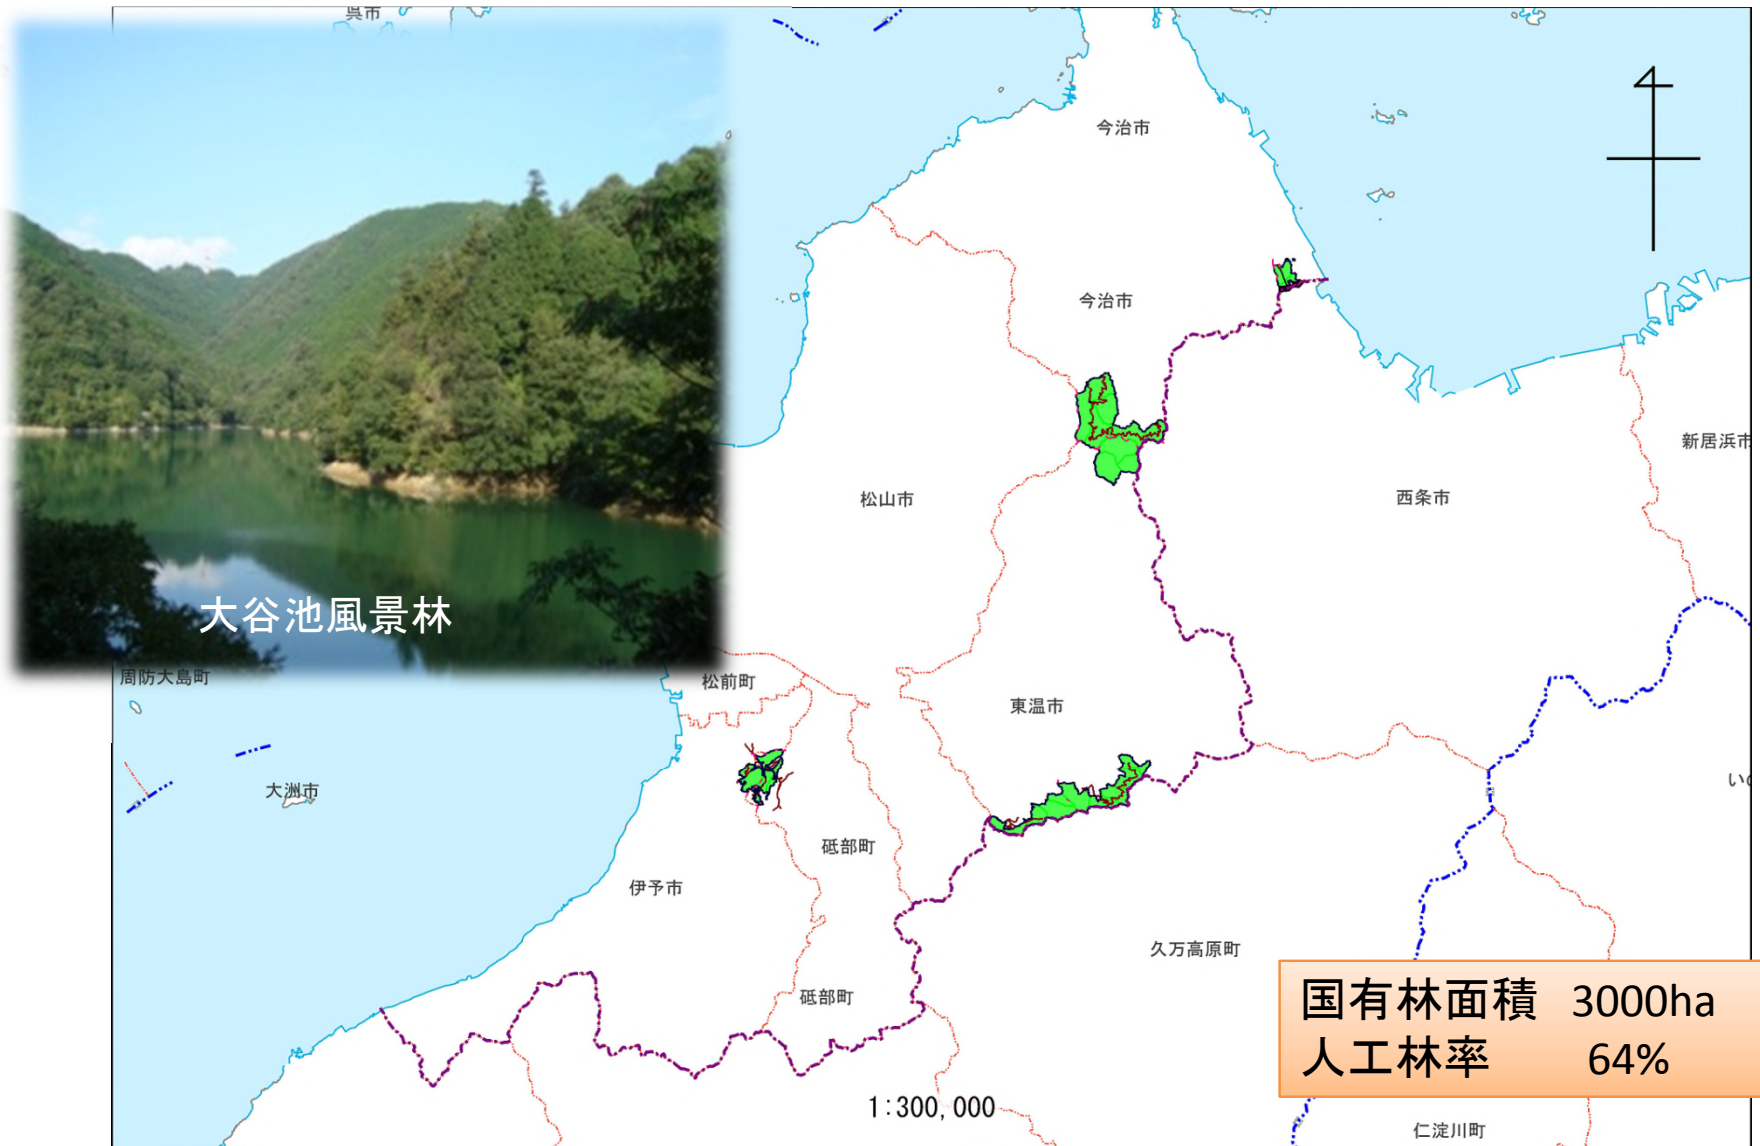 呉市
今治市
今治市
新居浜市
松山市
西条市
大谷池風景林
周防大島町
松前町
東温市
大洲市
砥部町
伊予市
久万高原町
砥部町
国有林面積 3000ha
人工林率 64%
1:300,000
仁淀川町